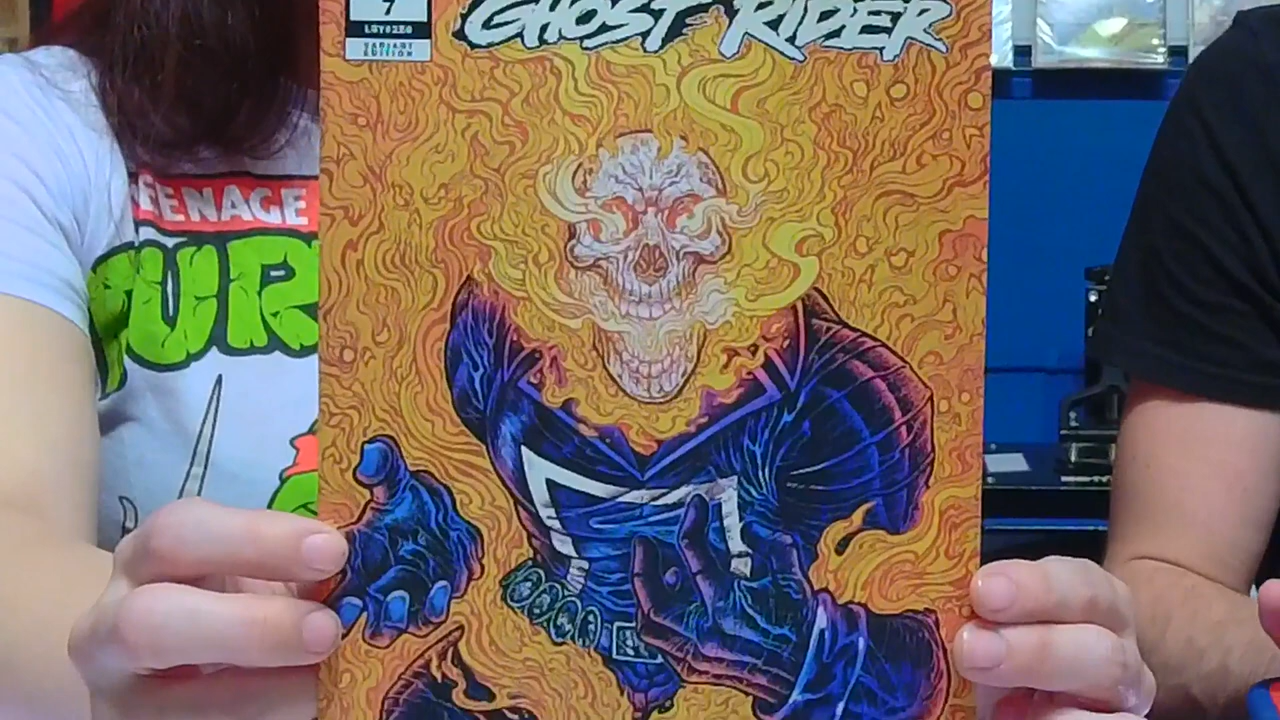 7
LGY#250
VARIANT
EDITION
GHOST RIDER
TEENAGE
TUR